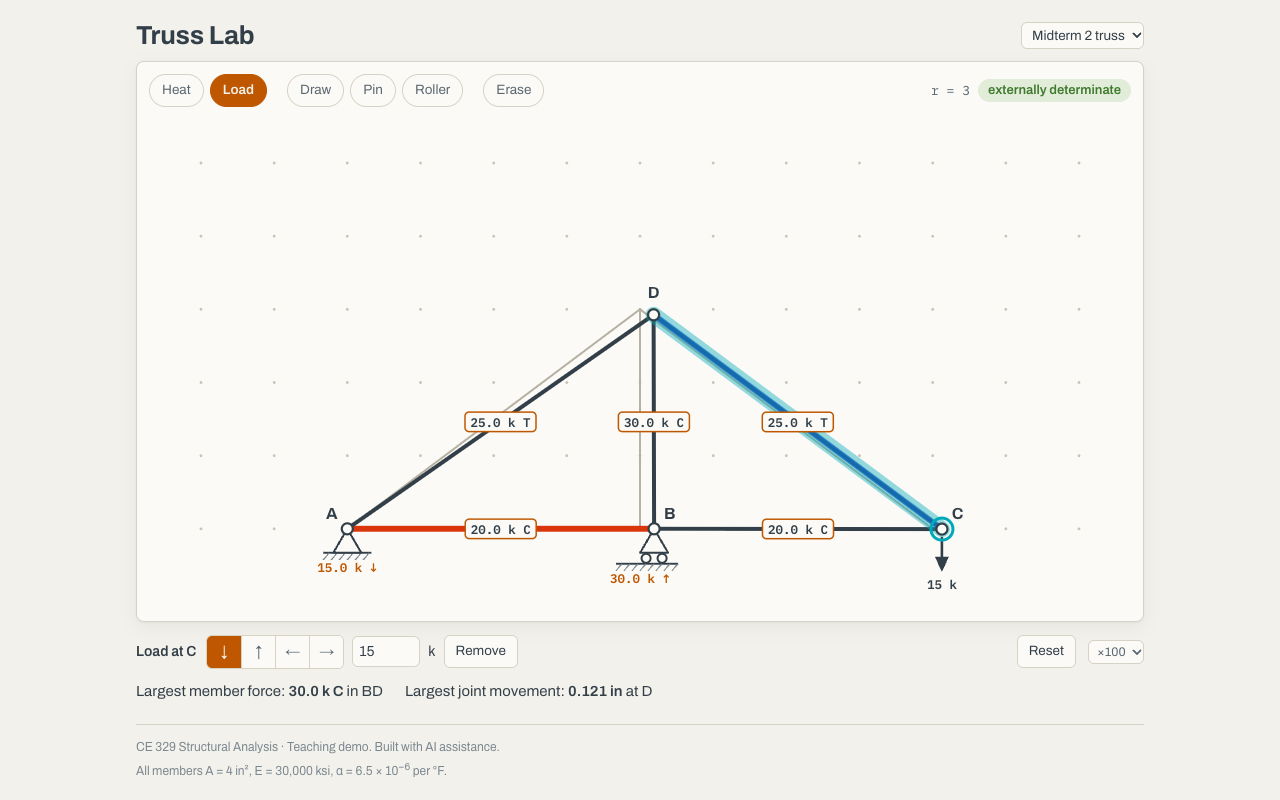 Truss Lab
Midterm 2 truss
Heat Load Draw Pin Roller Erase
r = 3 externally determinate
D
25.0 k T 30.0 k C 25.0 k T
A B C
20.0 k C 20.0 k C
15.0 k ↓
30.0 k ↑
15 k
Load at C ↓ ↑ ← → 15 k Remove Reset ×100
Largest member force: 30.0 k C in BD Largest joint movement: 0.121 in at D
CE 329 Structural Analysis · Teaching demo. Built with AI assistance.
All members A = 4 in², E = 30,000 ksi, α = 6.5 × 10⁻⁶ per °F.